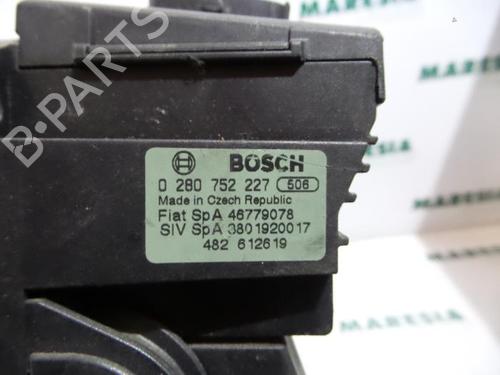 BOSCH
0 280 752 227 506
Made in Czech Republic
Fiat SpA 46779078
SIV SpA 3801920017
482 612619
B-PARTS
MARESIA
MARESIA
MARESIA